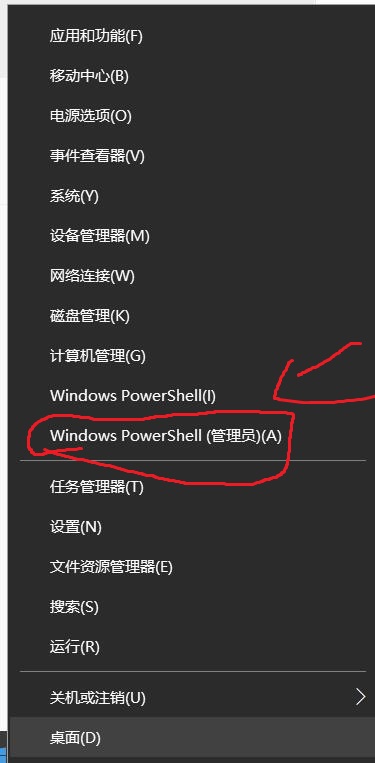 应用和功能(F)
移动中心(B)
电源选项(O)
事件查看器(V)
系统(Y)
设备管理器(M)
网络连接(W)
磁盘管理(K)
计算机管理(G)
Windows PowerShell(I)
Windows PowerShell (管理员)(A)
任务管理器(T)
设置(N)
文件资源管理器(E)
搜索(S)
运行(R)
关机或注销(U)
桌面(D)